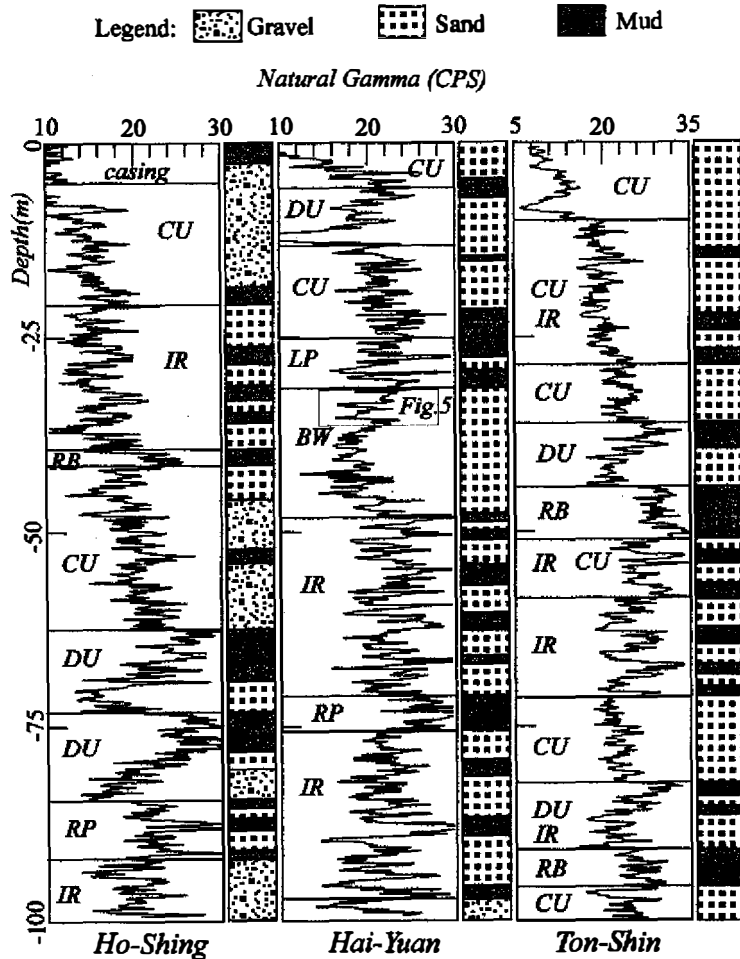 Legend: Gravel Sand Mud
Natural Gamma (CPS)
10 20 30 10 20 30 5 20 35
0
casing
CU
CU
DU
CU
Depth(m)
CU
CU
IR
-25
IR
LP
CU
Fig.5
BW
DU
RB
RB
-50
CU
IR
IR CU
IR
DU
RP
-75
DU
CU
IR
DU
IR
RP
RB
IR
CU
-100
Ho-Shing Hai-Yuan Ton-Shin